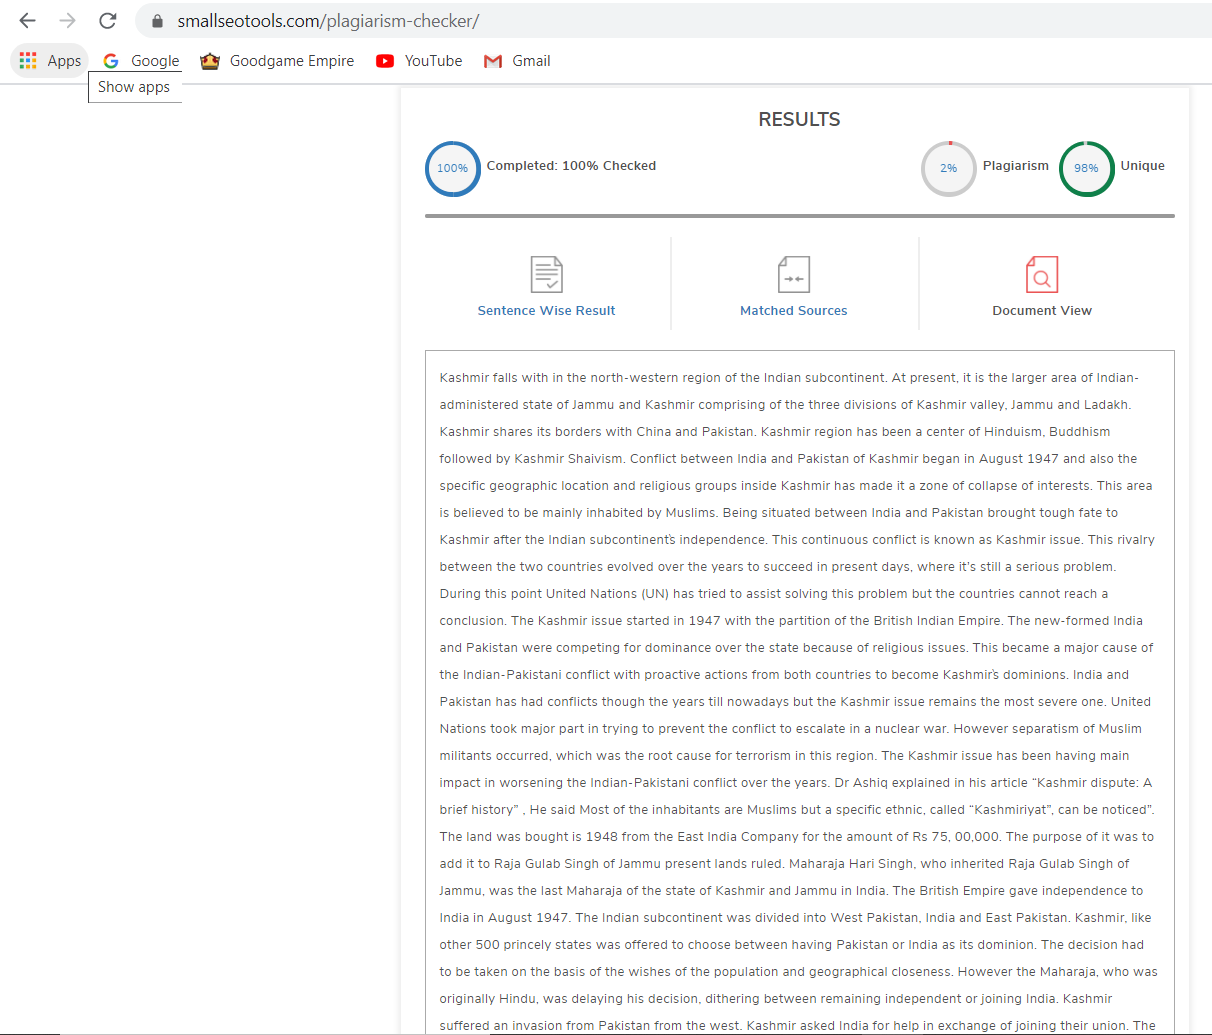 smallseotools.com/plagiarism-checker/
Apps Google Goodgame Empire YouTube Gmail
Show apps
RESULTS
100% Completed: 100% Checked 2% Plagiarism 98% Unique
Sentence Wise Result Matched Sources Document View
Kashmir falls with in the north-western region of the Indian subcontinent. At present, it is the larger area of Indian-
administered state of Jammu and Kashmir comprising of the three divisions of Kashmir valley, Jammu and Ladakh.
Kashmir shares its borders with China and Pakistan. Kashmir region has been a center of Hinduism, Buddhism
followed by Kashmir Shaivism. Conflict between India and Pakistan of Kashmir began in August 1947 and also the
specific geographic location and religious groups inside Kashmir has made it a zone of collapse of interests. This area
is believed to be mainly inhabited by Muslims. Being situated between India and Pakistan brought tough fate to
Kashmir after the Indian subcontinent's independence. This continuous conflict is known as Kashmir issue. This rivalry
between the two countries evolved over the years to succeed in present days, where it's still a serious problem.
During this point United Nations (UN) has tried to assist solving this problem but the countries cannot reach a
conclusion. The Kashmir issue started in 1947 with the partition of the British Indian Empire. The new-formed India
and Pakistan were competing for dominance over the state because of religious issues. This became a major cause of
the Indian-Pakistani conflict with proactive actions from both countries to become Kashmir's dominions. India and
Pakistan has had conflicts though the years till nowadays but the Kashmir issue remains the most severe one. United
Nations took major part in trying to prevent the conflict to escalate in a nuclear war. However separatism of Muslim
militants occurred, which was the root cause for terrorism in this region. The Kashmir issue has been having main
impact in worsening the Indian-Pakistani conflict over the years. Dr Ashiq explained in his article “Kashmir dispute: A
brief history” , He said Most of the inhabitants are Muslims but a specific ethnic, called “Kashmiriyat”, can be noticed”.
The land was bought is 1948 from the East India Company for the amount of Rs 75, 00,000. The purpose of it was to
add it to Raja Gulab Singh of Jammu present lands ruled. Maharaja Hari Singh, who inherited Raja Gulab Singh of
Jammu, was the last Maharaja of the state of Kashmir and Jammu in India. The British Empire gave independence to
India in August 1947. The Indian subcontinent was divided into West Pakistan, India and East Pakistan. Kashmir, like
other 500 princely states was offered to choose between having Pakistan or India as its dominion. The decision had
to be taken on the basis of the wishes of the population and geographical closeness. However the Maharaja, who was
originally Hindu, was delaying his decision, dithering between remaining independent or joining India. Kashmir
suffered an invasion from Pakistan from the west. Kashmir asked India for help in exchange of joining their union. The